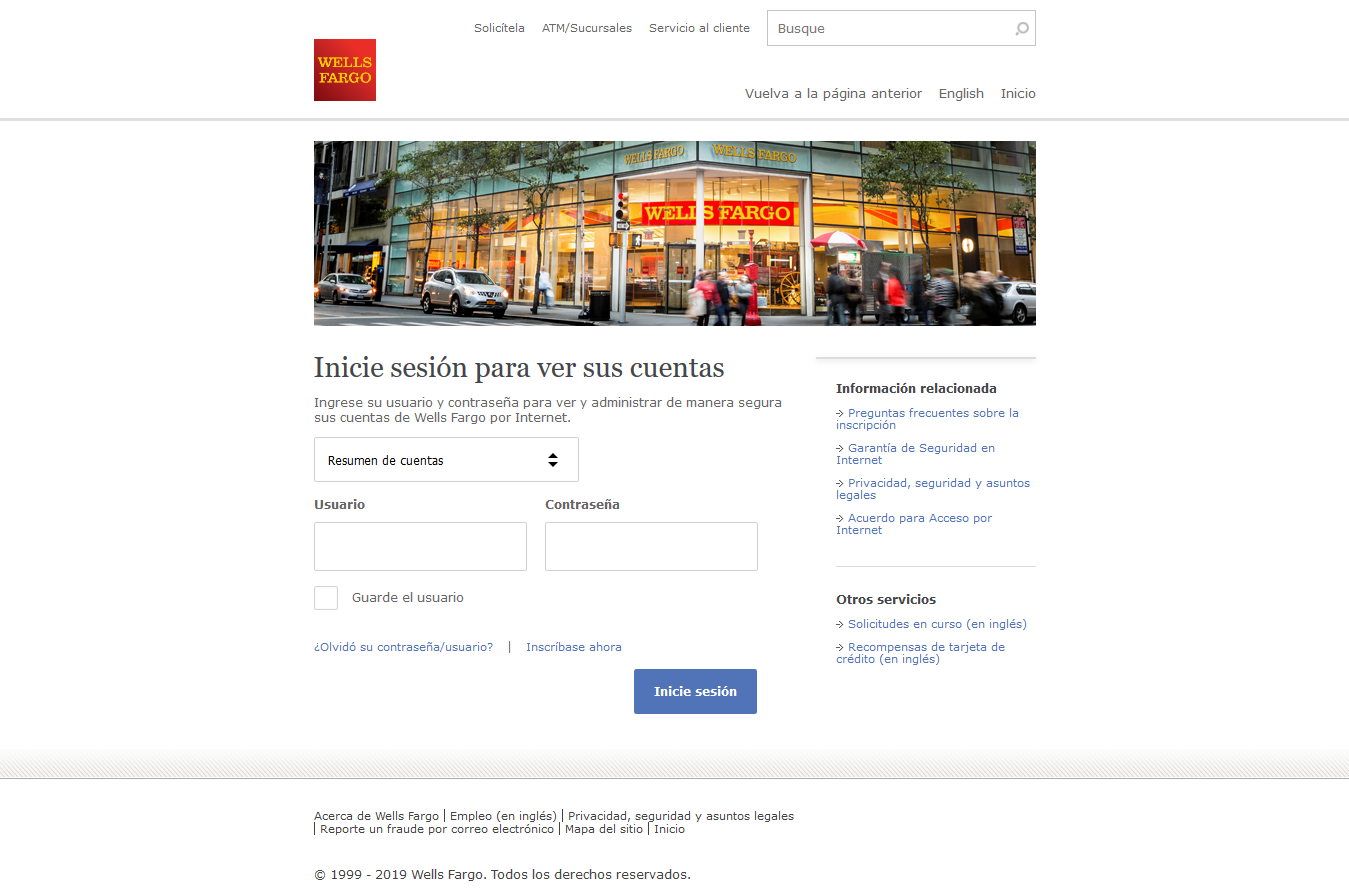 Solicítela ATM/Sucursales Servicio al cliente Busque
WELLS
FARGO
Vuelva a la página anterior English Inicio
WELLS FARGO WELLS FARGO
WELLS FARGO
Inicie sesión para ver sus cuentas
Ingrese su usuario y contraseña para ver y administrar de manera segura
sus cuentas de Wells Fargo por Internet.
Resumen de cuentas
Usuario Contraseña
Guarde el usuario
¿Olvidó su contraseña/usuario? | Inscríbase ahora
Inicie sesión
Información relacionada
Preguntas frecuentes sobre la
inscripción
Garantía de Seguridad en
Internet
Privacidad, seguridad y asuntos
legales
Acuerdo para Acceso por
Internet
Otros servicios
Solicitudes en curso (en inglés)
Recompensas de tarjeta de
crédito (en inglés)
Acerca de Wells Fargo | Empleo (en inglés) | Privacidad, seguridad y asuntos legales
| Reporte un fraude por correo electrónico | Mapa del sitio | Inicio
© 1999 - 2019 Wells Fargo. Todos los derechos reservados.